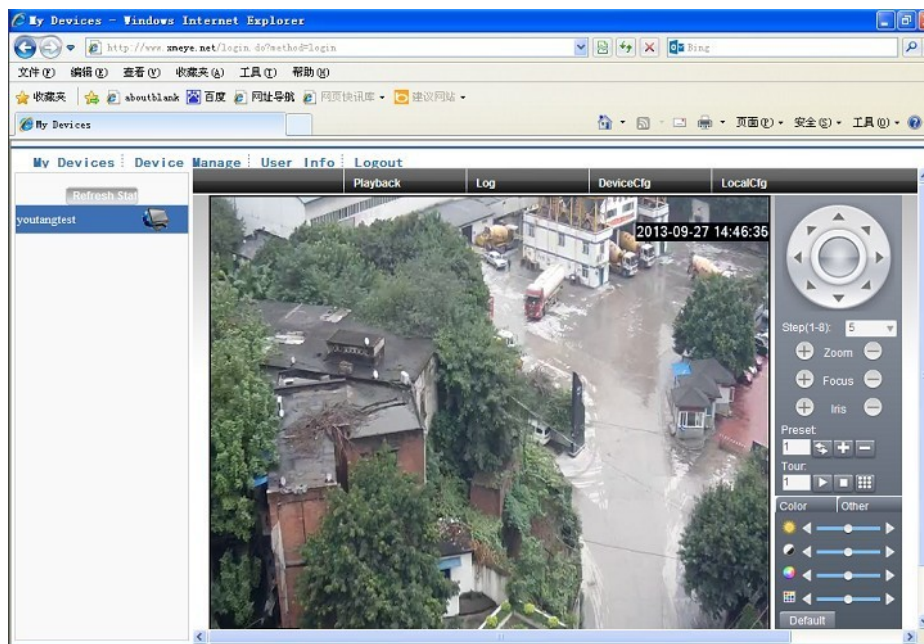 My Devices - Windows Internet Explorer
http://www.xmeye.net/login.do?method=login
Bing
文件(F) 编辑(E) 查看(V) 收藏夹(A) 工具(T) 帮助(H)
收藏夹 aboutblank 百度 网址导航 网页快讯库 建议网站
My Devices 页面(P) 安全(S) 工具(O)
My Devices Device Manage User Info Logout
Refresh Stat Playback Log DeviceCfg LocalCfg
youtangtest
2013-09-27 14:46:36
Step(1-8): 5
Zoom
Focus
Iris
Preset:
1
Tour:
1
Color Other
Default